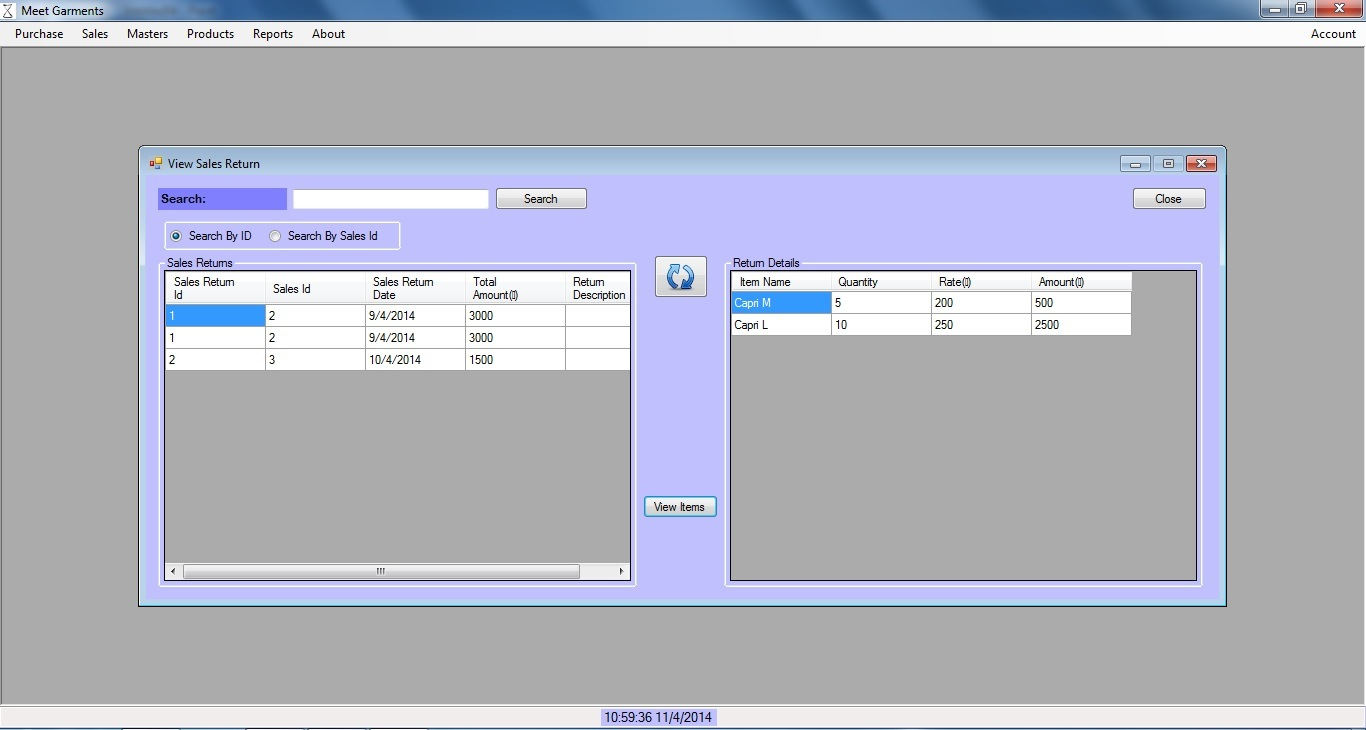 Meet Garments
Purchase Sales Masters Products Reports About Account
View Sales Return
Search: Search Close
Search By ID Search By Sales Id
Sales Returns
Sales Return Id Sales Id Sales Return Date Total Amount(▯) Return Description
1 2 9/4/2014 3000
1 2 9/4/2014 3000
2 3 10/4/2014 1500
View Items
Return Details
Item Name Quantity Rate(▯) Amount(▯)
Capri M 5 200 500
Capri L 10 250 2500
10:59:36 11/4/2014